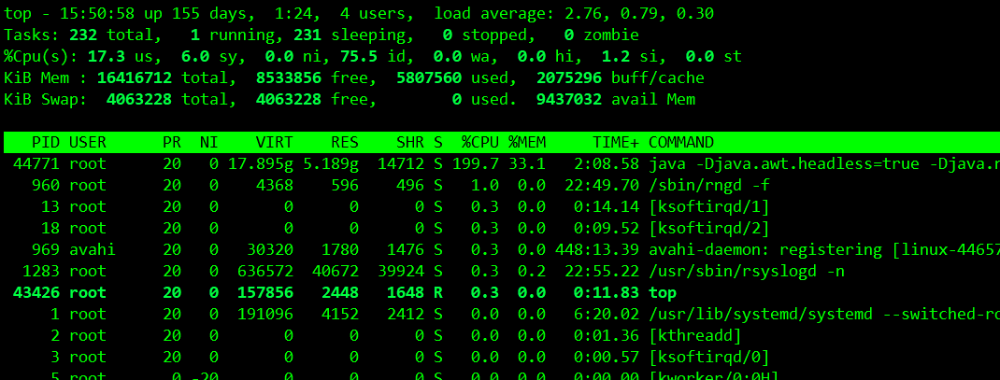 top - 15:50:58 up 155 days,  1:24,  4 users,  load average: 2.76, 0.79, 0.30
Tasks: 232 total,   1 running, 231 sleeping,   0 stopped,   0 zombie
%Cpu(s): 17.3 us,  6.0 sy,  0.0 ni, 75.5 id,  0.0 wa,  0.0 hi,  1.2 si,  0.0 st
KiB Mem : 16416712 total,  8533856 free,  5807560 used,  2075296 buff/cache
KiB Swap:  4063228 total,  4063228 free,        0 used.  9437032 avail Mem
PID USER      PR  NI    VIRT    RES    SHR S  %CPU %MEM     TIME+ COMMAND
44771 root      20   0 17.895g 5.189g  14712 S 199.7 33.1   2:08.58 java -Djava.awt.headless=true -Djava.
960 root      20   0    4368    596    496 S   1.0  0.0  22:49.70 /sbin/rngd -f
13 root      20   0       0      0      0 S   0.3  0.0   0:14.14 [ksoftirqd/1]
18 root      20   0       0      0      0 S   0.3  0.0   0:09.52 [ksoftirqd/2]
969 avahi     20   0   30320   1780   1476 S   0.3  0.0 448:13.39 avahi-daemon: registering [linux-44657
1283 root      20   0  636572  40672  39924 S   0.3  0.2  22:55.22 /usr/sbin/rsyslogd -n
43426 root      20   0  157856   2448   1648 R   0.3  0.0   0:11.83 top
1 root      20   0  191096   4152   2412 S   0.0  0.0   6:20.02 /usr/lib/systemd/systemd --switched-ro
2 root      20   0       0      0      0 S   0.0  0.0   0:01.36 [kthreadd]
3 root      20   0       0      0      0 S   0.0  0.0   0:00.57 [ksoftirqd/0]
5 root       0 -20       0      0      0 S   0.0  0.0   0:00.00 [kworker/0:0H]